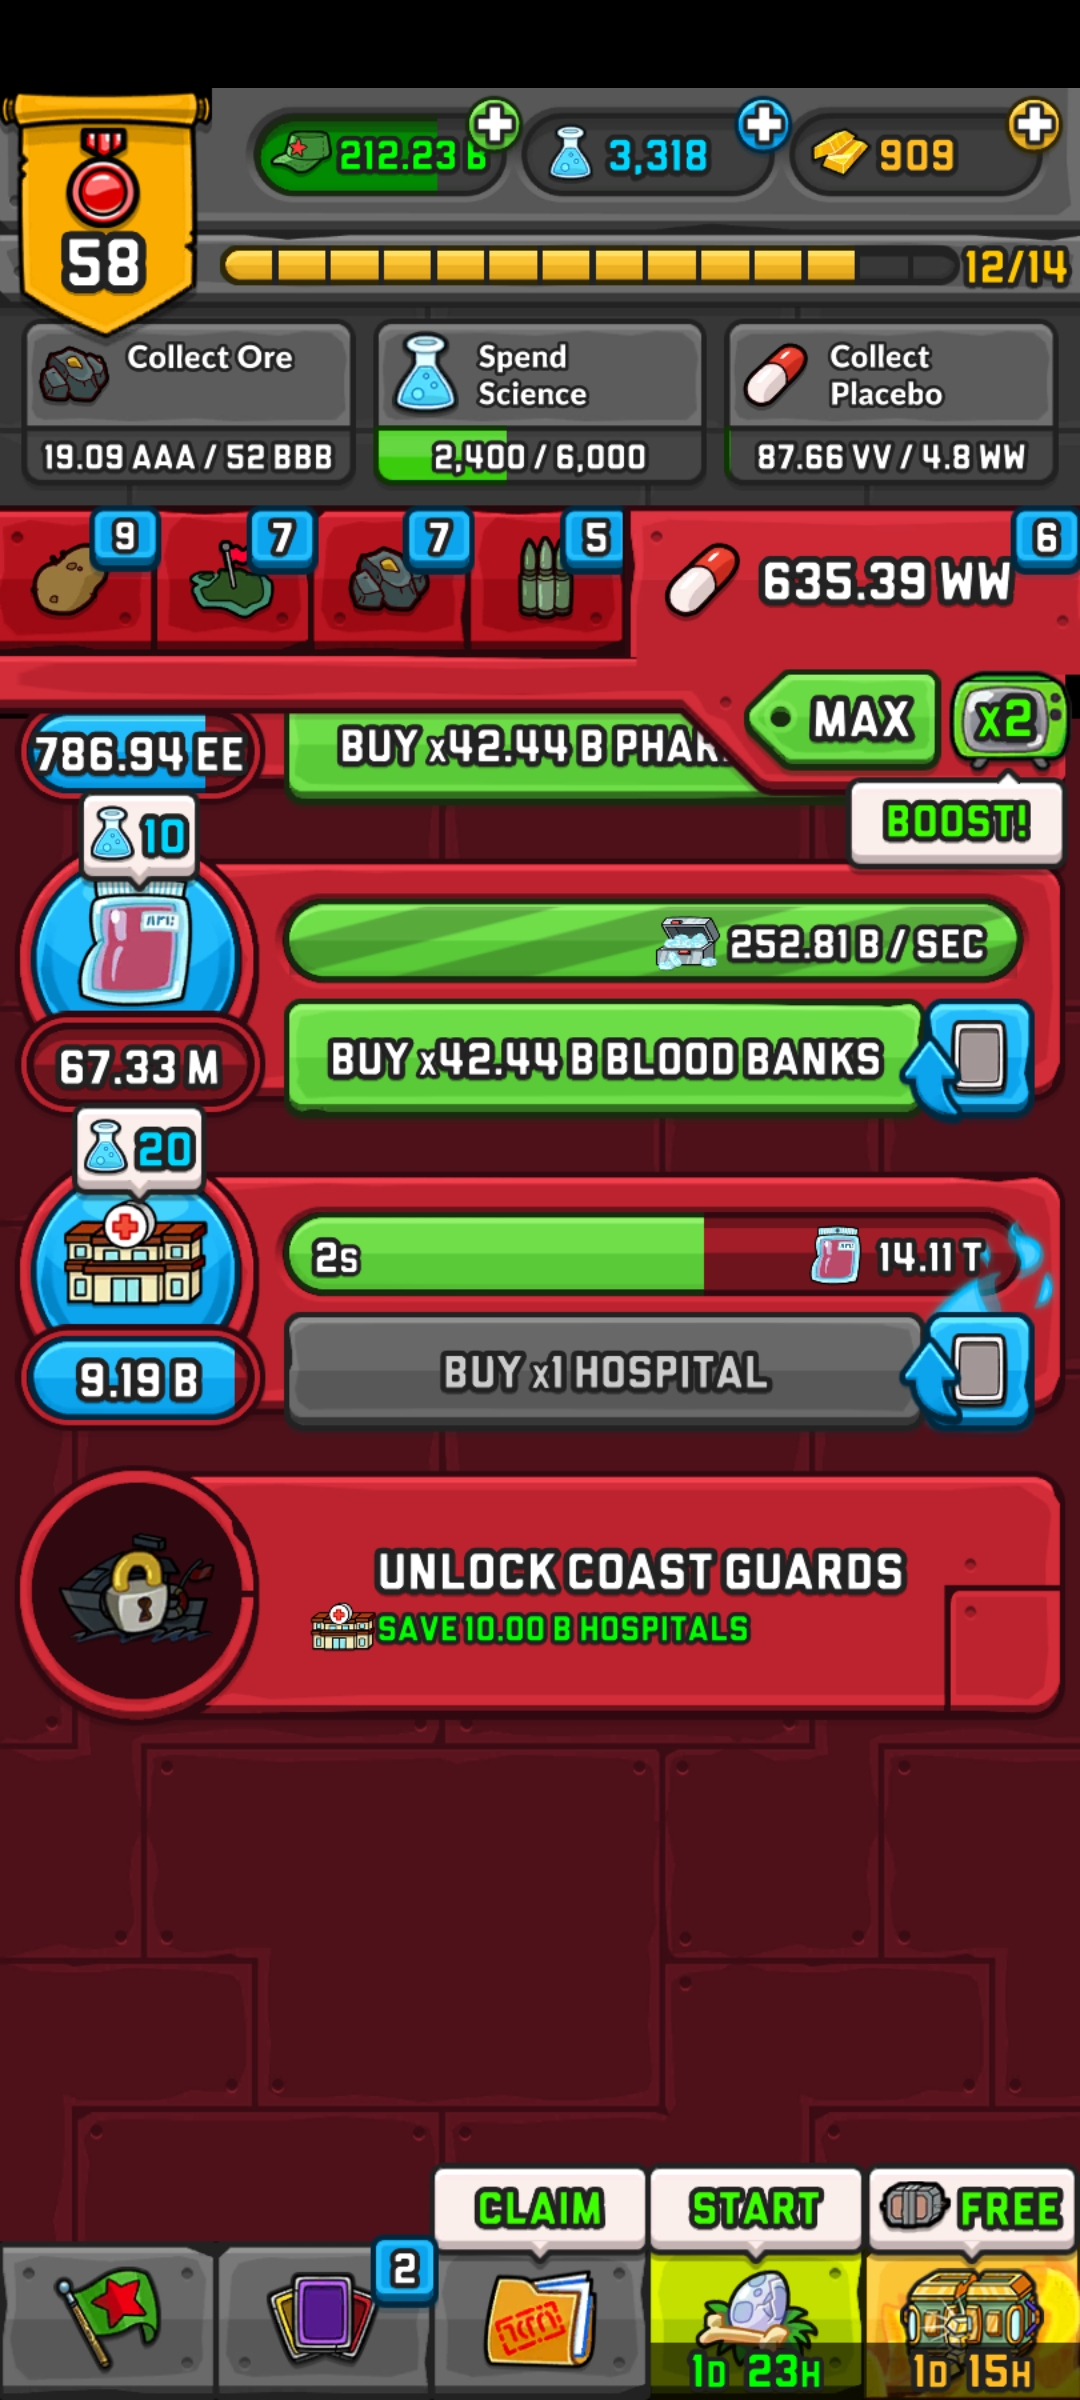 58
212.23 B
3,318
909
12/14
Collect Ore
19.09 AAA / 52 BBB
Spend
Science
2,400 / 6,000
Collect
Placebo
87.66 VV / 4.8 WW
9
7
7
5
635.39 WW
6
MAX
x2
BOOST!
786.94 EE
BUY x42.44 B PHAR
10
252.81 B / SEC
67.33 M
BUY x42.44 B BLOOD BANKS
20
2s
14.11 T
9.19 B
BUY x1 HOSPITAL
UNLOCK COAST GUARDS
SAVE 10.00 B HOSPITALS
CLAIM
START
FREE
2
1D 23H
1D 15H